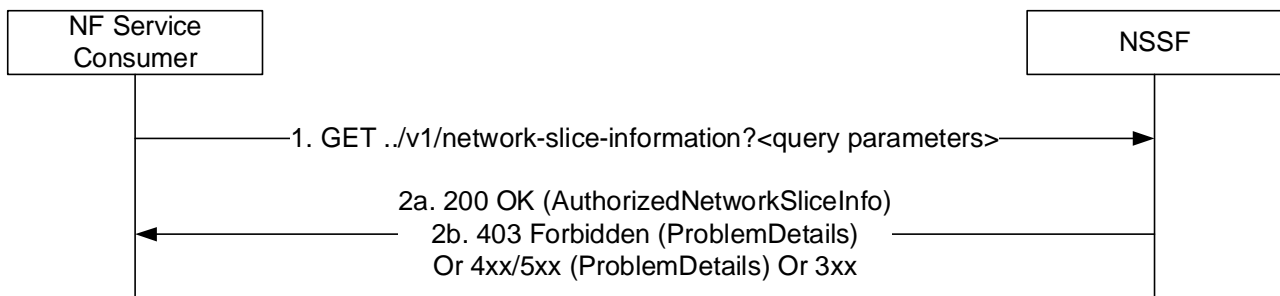 NF Service
Consumer
NSSF
1. GET ../v1/network-slice-information?<query parameters>
2a. 200 OK (AuthorizedNetworkSliceInfo)
2b. 403 Forbidden (ProblemDetails)
Or 4xx/5xx (ProblemDetails) Or 3xx